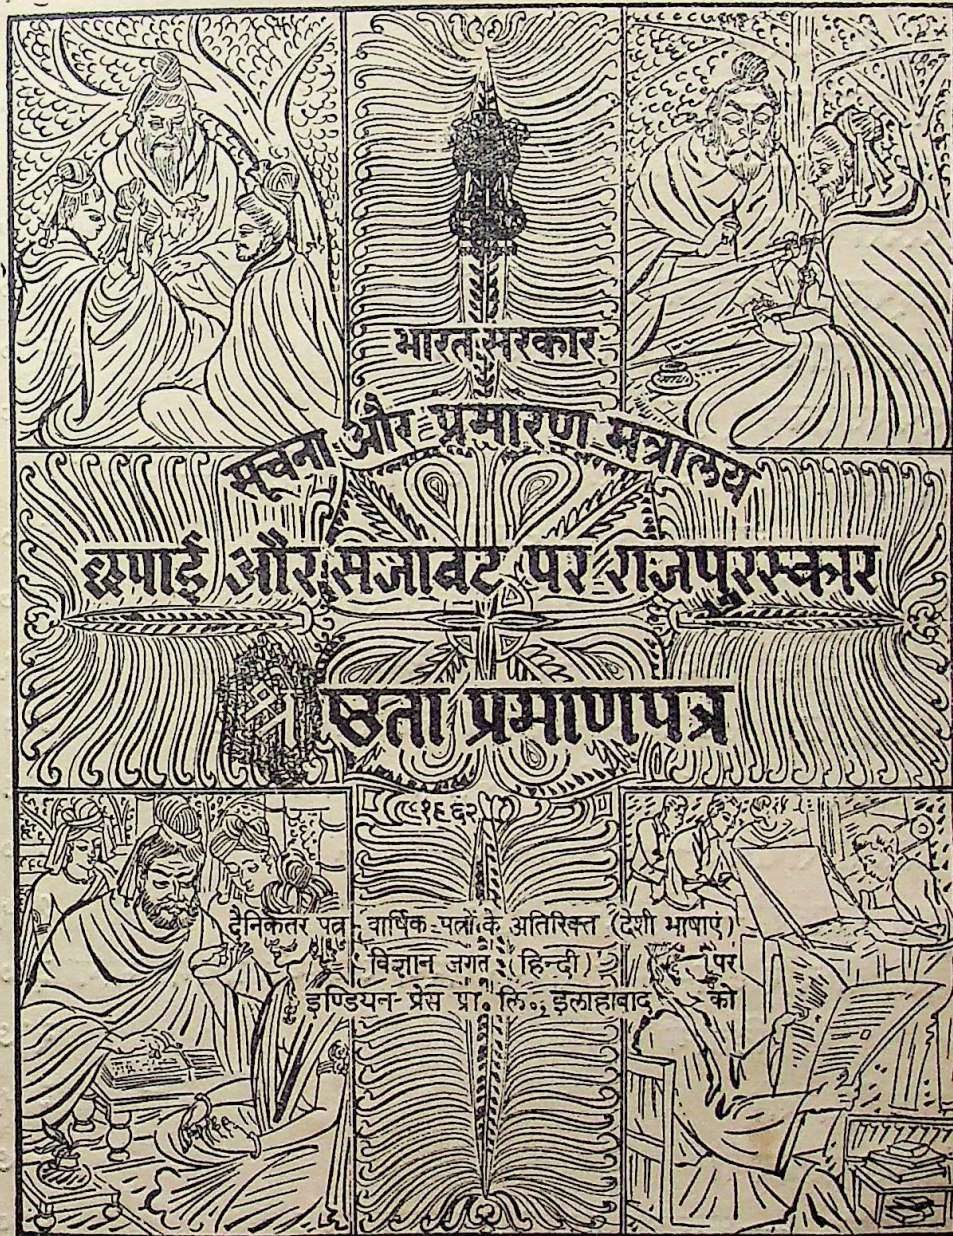 भारत सरकार
सूचना और प्रसारण मंत्रालय
छपाई और सजावट पर राजपुरस्कार
श्रेष्ठता प्रमाणपत्र
१९६२
दैनिकेतर पत्र - वार्षिक-पत्रों के अतिरिक्त (देशी भाषाएं)
विज्ञान जगत (हिन्दी) पर
इण्डियन-प्रेस प्रा. लि., इलाहाबाद को